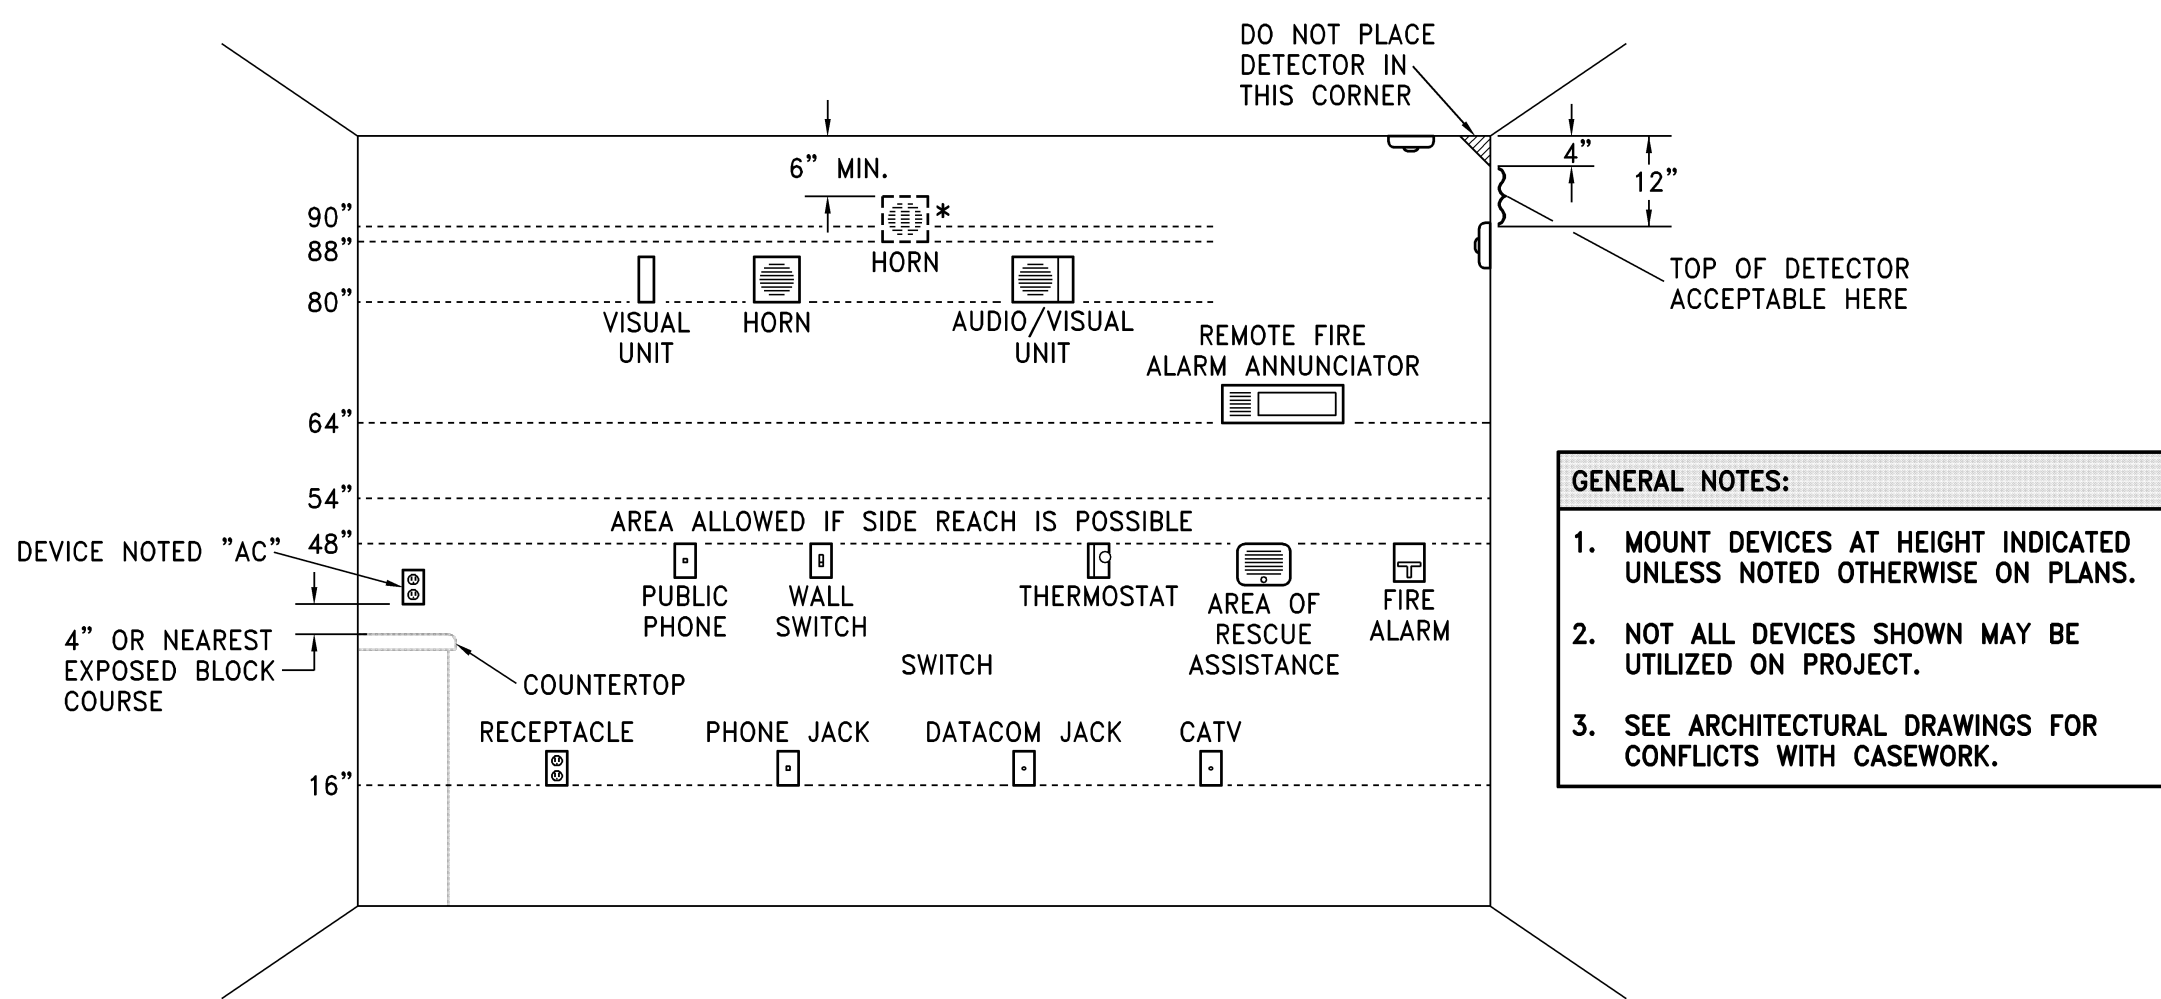 DO NOT PLACE
DETECTOR IN
THIS CORNER
6” MIN.
4”
12”
90”
88”
80”
*
HORN
VISUAL
UNIT
HORN
AUDIO/VISUAL
UNIT
TOP OF DETECTOR
ACCEPTABLE HERE
REMOTE FIRE
ALARM ANNUNCIATOR
64”
54”
AREA ALLOWED IF SIDE REACH IS POSSIBLE
48”
DEVICE NOTED ”AC”
PUBLIC
PHONE
WALL
SWITCH
THERMOSTAT
AREA OF
RESCUE
ASSISTANCE
FIRE
ALARM
4” OR NEAREST
EXPOSED BLOCK
COURSE
COUNTERTOP
SWITCH
RECEPTACLE
PHONE JACK
DATACOM JACK
CATV
16”
GENERAL NOTES:
1. MOUNT DEVICES AT HEIGHT INDICATED
UNLESS NOTED OTHERWISE ON PLANS.
2. NOT ALL DEVICES SHOWN MAY BE
UTILIZED ON PROJECT.
3. SEE ARCHITECTURAL DRAWINGS FOR
CONFLICTS WITH CASEWORK.